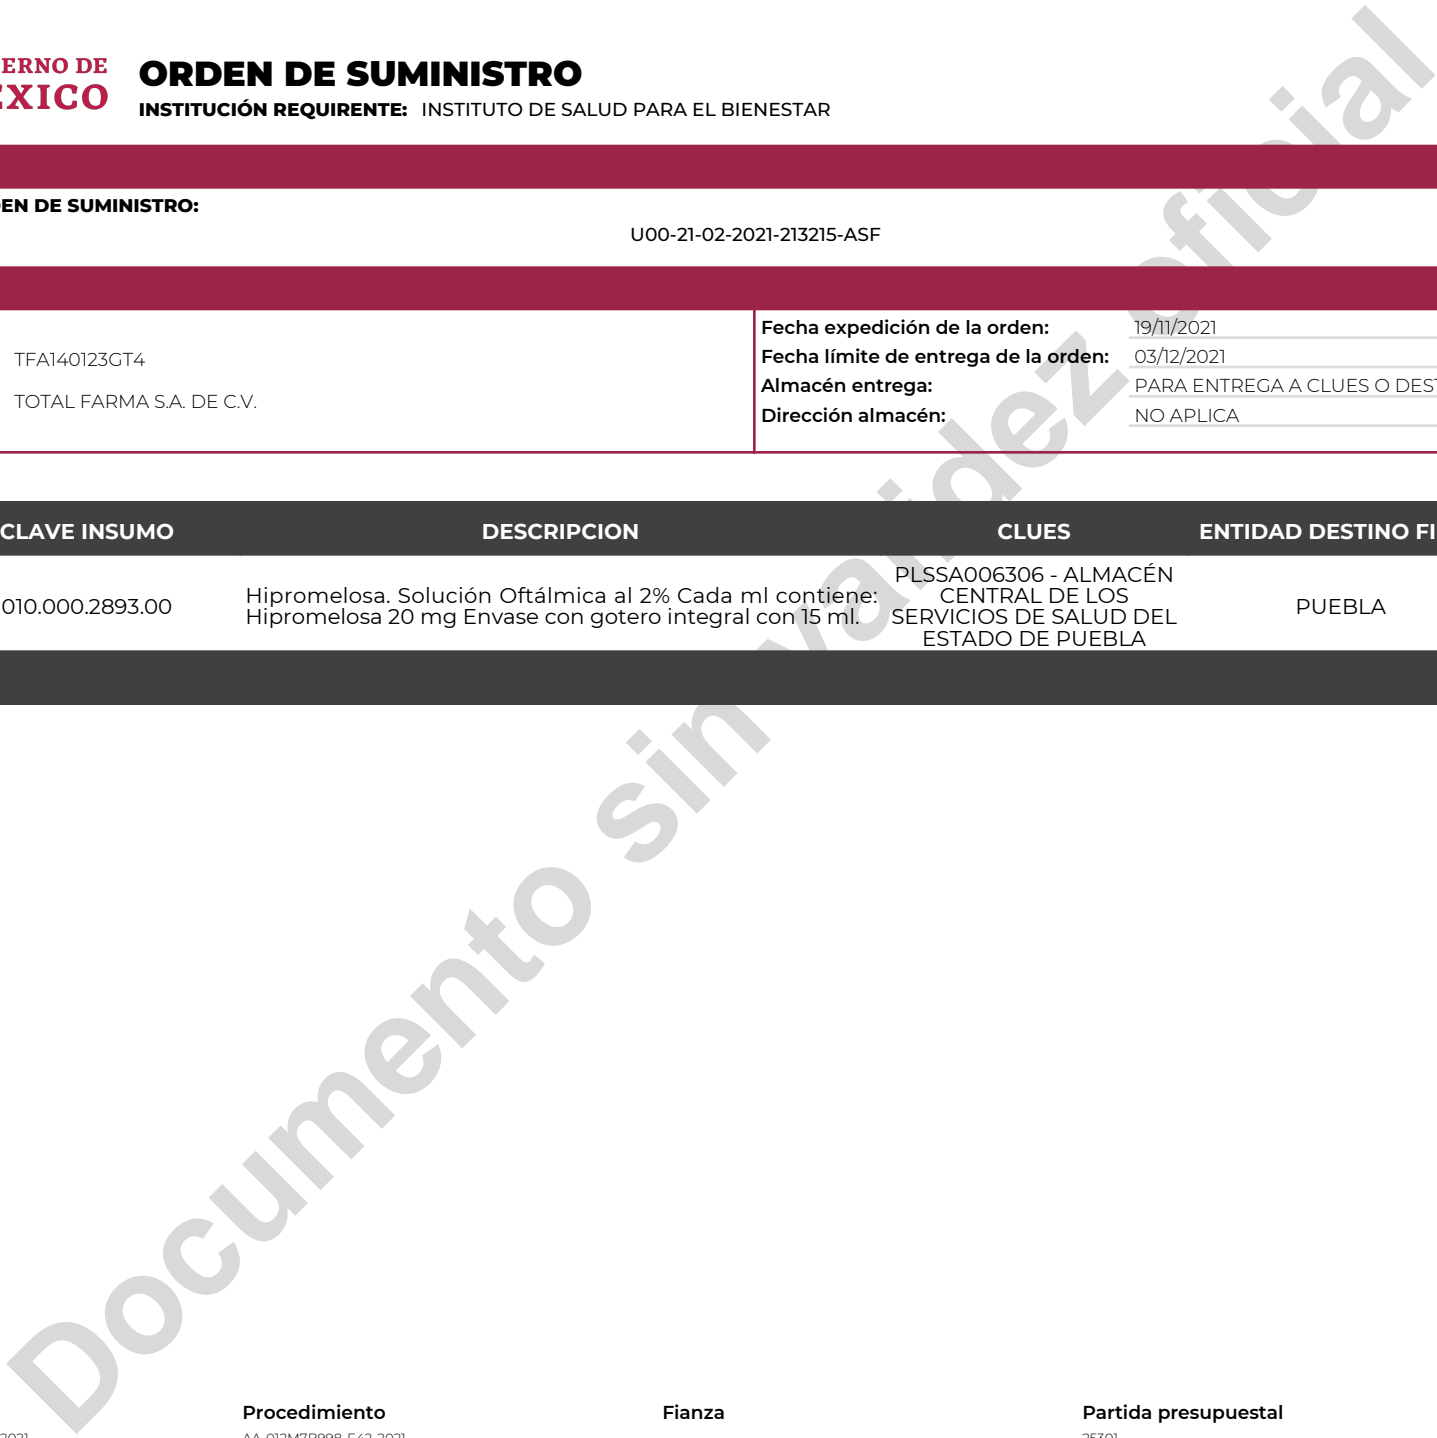 ERNO DE
EXICO
ORDEN DE SUMINISTRO
INSTITUCIÓN REQUIRENTE: INSTITUTO DE SALUD PARA EL BIENESTAR
EN DE SUMINISTRO:
U00-21-02-2021-213215-ASF
TFA140123GT4
TOTAL FARMA S.A. DE C.V.
Fecha expedición de la orden: 19/11/2021
Fecha límite de entrega de la orden: 03/12/2021
Almacén entrega: PARA ENTREGA A CLUES O DEST
Dirección almacén: NO APLICA
CLAVE INSUMO DESCRIPCION CLUES ENTIDAD DESTINO FI
010.000.2893.00
Hipromelosa. Solución Oftálmica al 2% Cada ml contiene:
Hipromelosa 20 mg Envase con gotero integral con 15 ml.
PLSSA006306 - ALMACÉN
CENTRAL DE LOS
SERVICIOS DE SALUD DEL
ESTADO DE PUEBLA
PUEBLA
Documento sin validez oficial
Procedimiento Fianza Partida presupuestal